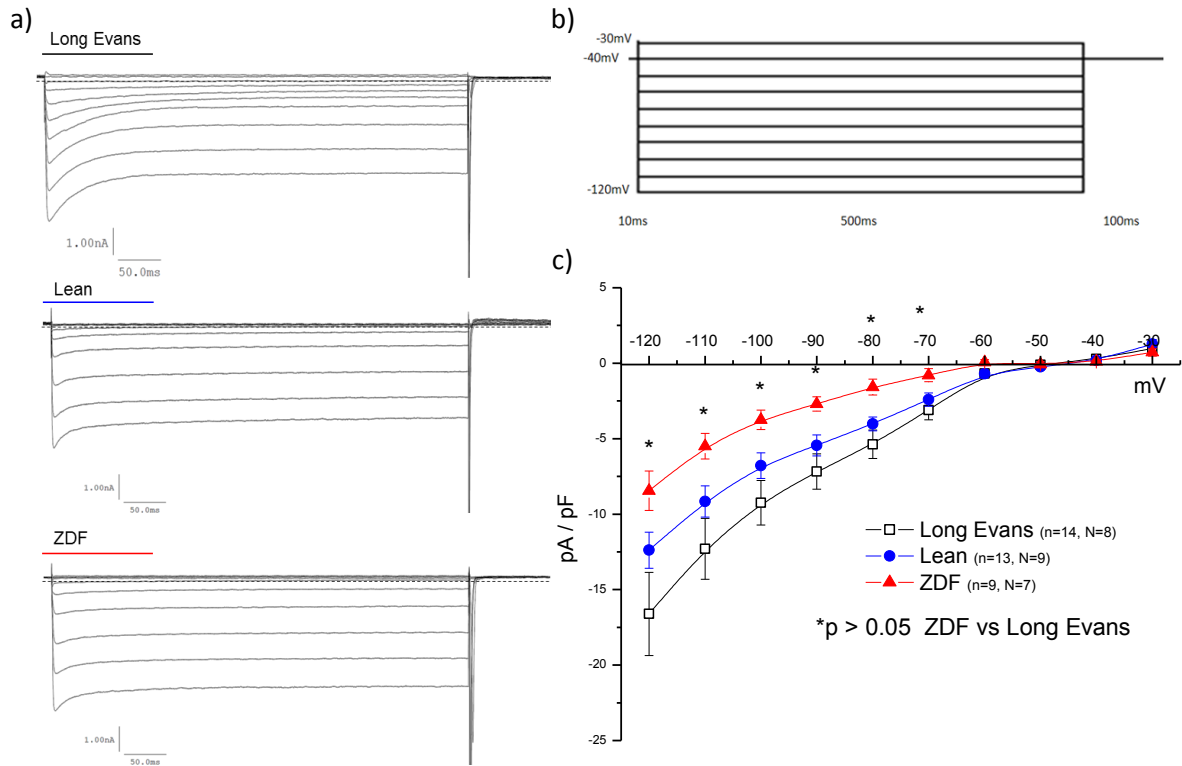 a)
Long Evans
1.00nA
50.0ms
Lean
1.00nA
50.0ms
ZDF
1.00nA
50.0ms
b)
-30mV
-40mV
-120mV
10ms 500ms 100ms
c)
5
-120 -110 -100 -90 -80 -70 -60 -50 -40 -30
0
mV
-5
-10
-15
-20
-25
pA / pF
* * * * * *
Long Evans (n=14, N=8)
Lean (n=13, N=9)
ZDF (n=9, N=7)
*p > 0.05 ZDF vs Long Evans